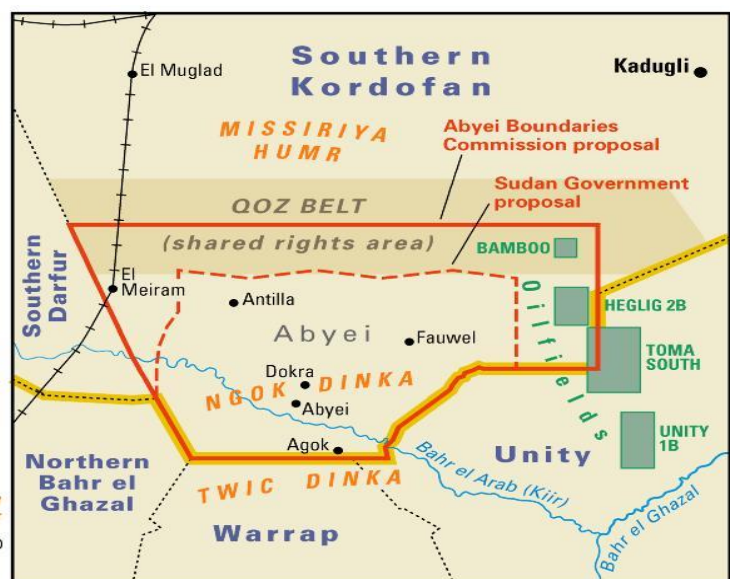 Southern
Kordofan
El Muglad
Kadugli
MISSIRIYA
HUMR
Abyei Boundaries
Commission proposal
Sudan Government
proposal
QOZ BELT
(shared rights area)
BAMBOO
Southern
Darfur
El
Meiram
Antilla
HEGLIG 2B
Oilfields
Abyei
Fauwel
TOMA
SOUTH
Dokra
NGOK DINKA
Abyei
Agok
UNITY
1B
Northern
Bahr el
Ghazal
TWIC DINKA
Bahr el Arab (Kiir)
Unity
Warrap
Bahr el Ghazal